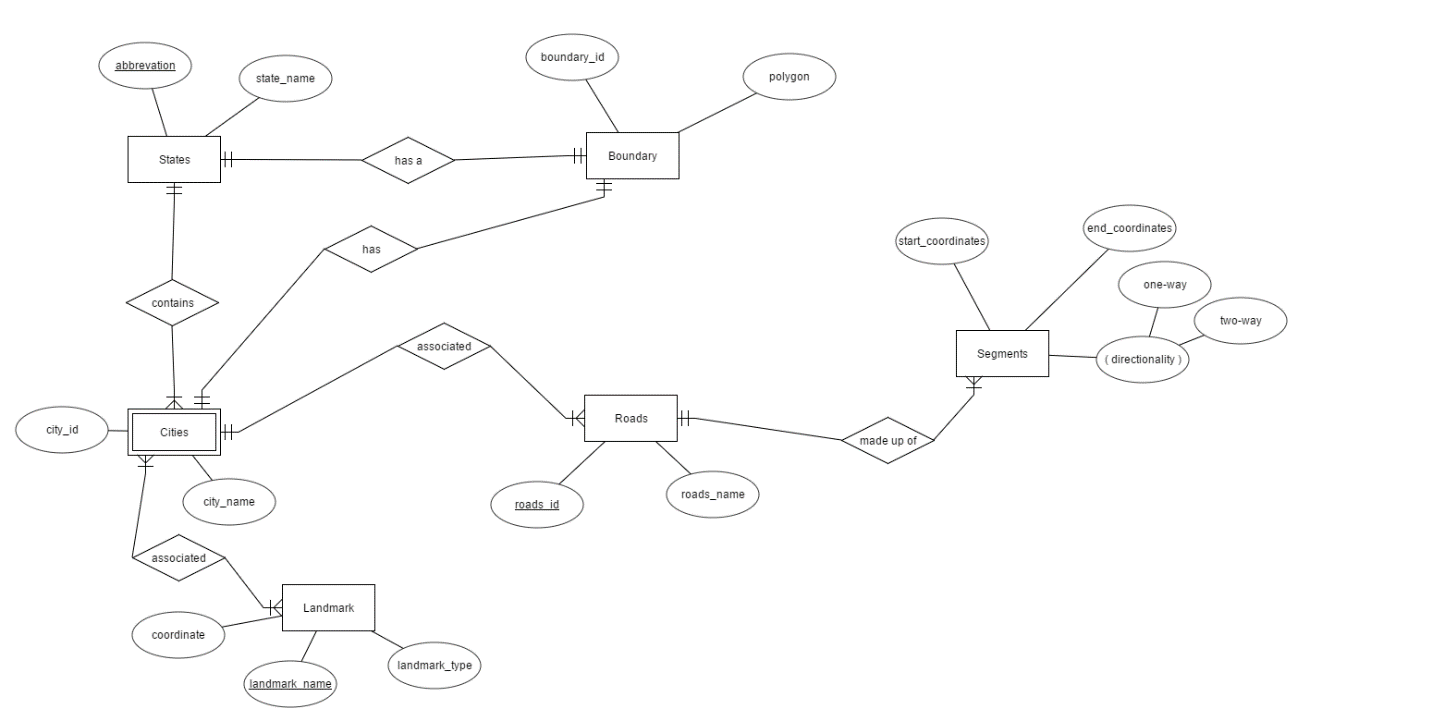 abbrevation
state_name
boundary_id
polygon
States
has a
Boundary
has
start_coordinates
end_coordinates
one-way
two-way
contains
associated
Segments
( directionality )
city_id
Cities
Roads
made up of
city_name
roads_id
roads_name
associated
Landmark
coordinate
landmark_name
landmark_type